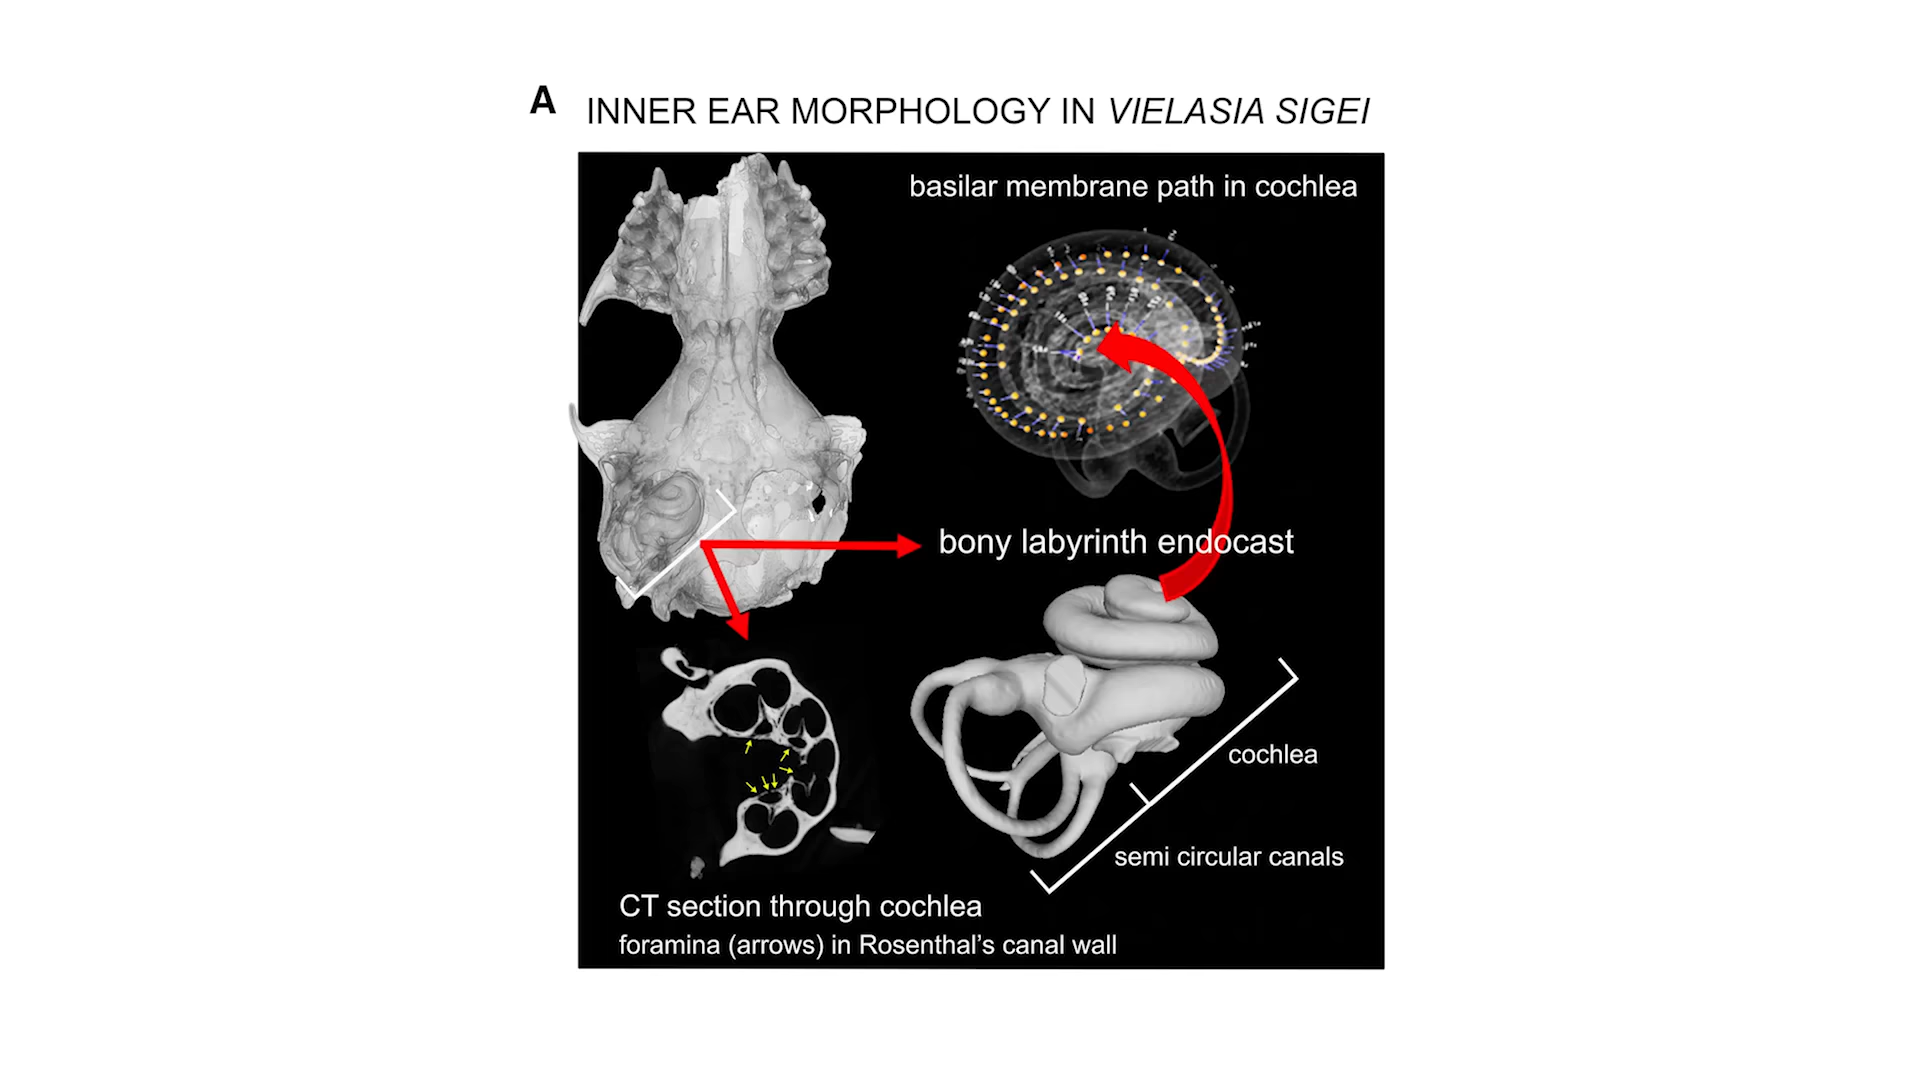 A INNER EAR MORPHOLOGY IN VIELASIA SIGEI
basilar membrane path in cochlea
bony labyrinth endocast
cochlea
semi circular canals
CT section through cochlea
foramina (arrows) in Rosenthal’s canal wall